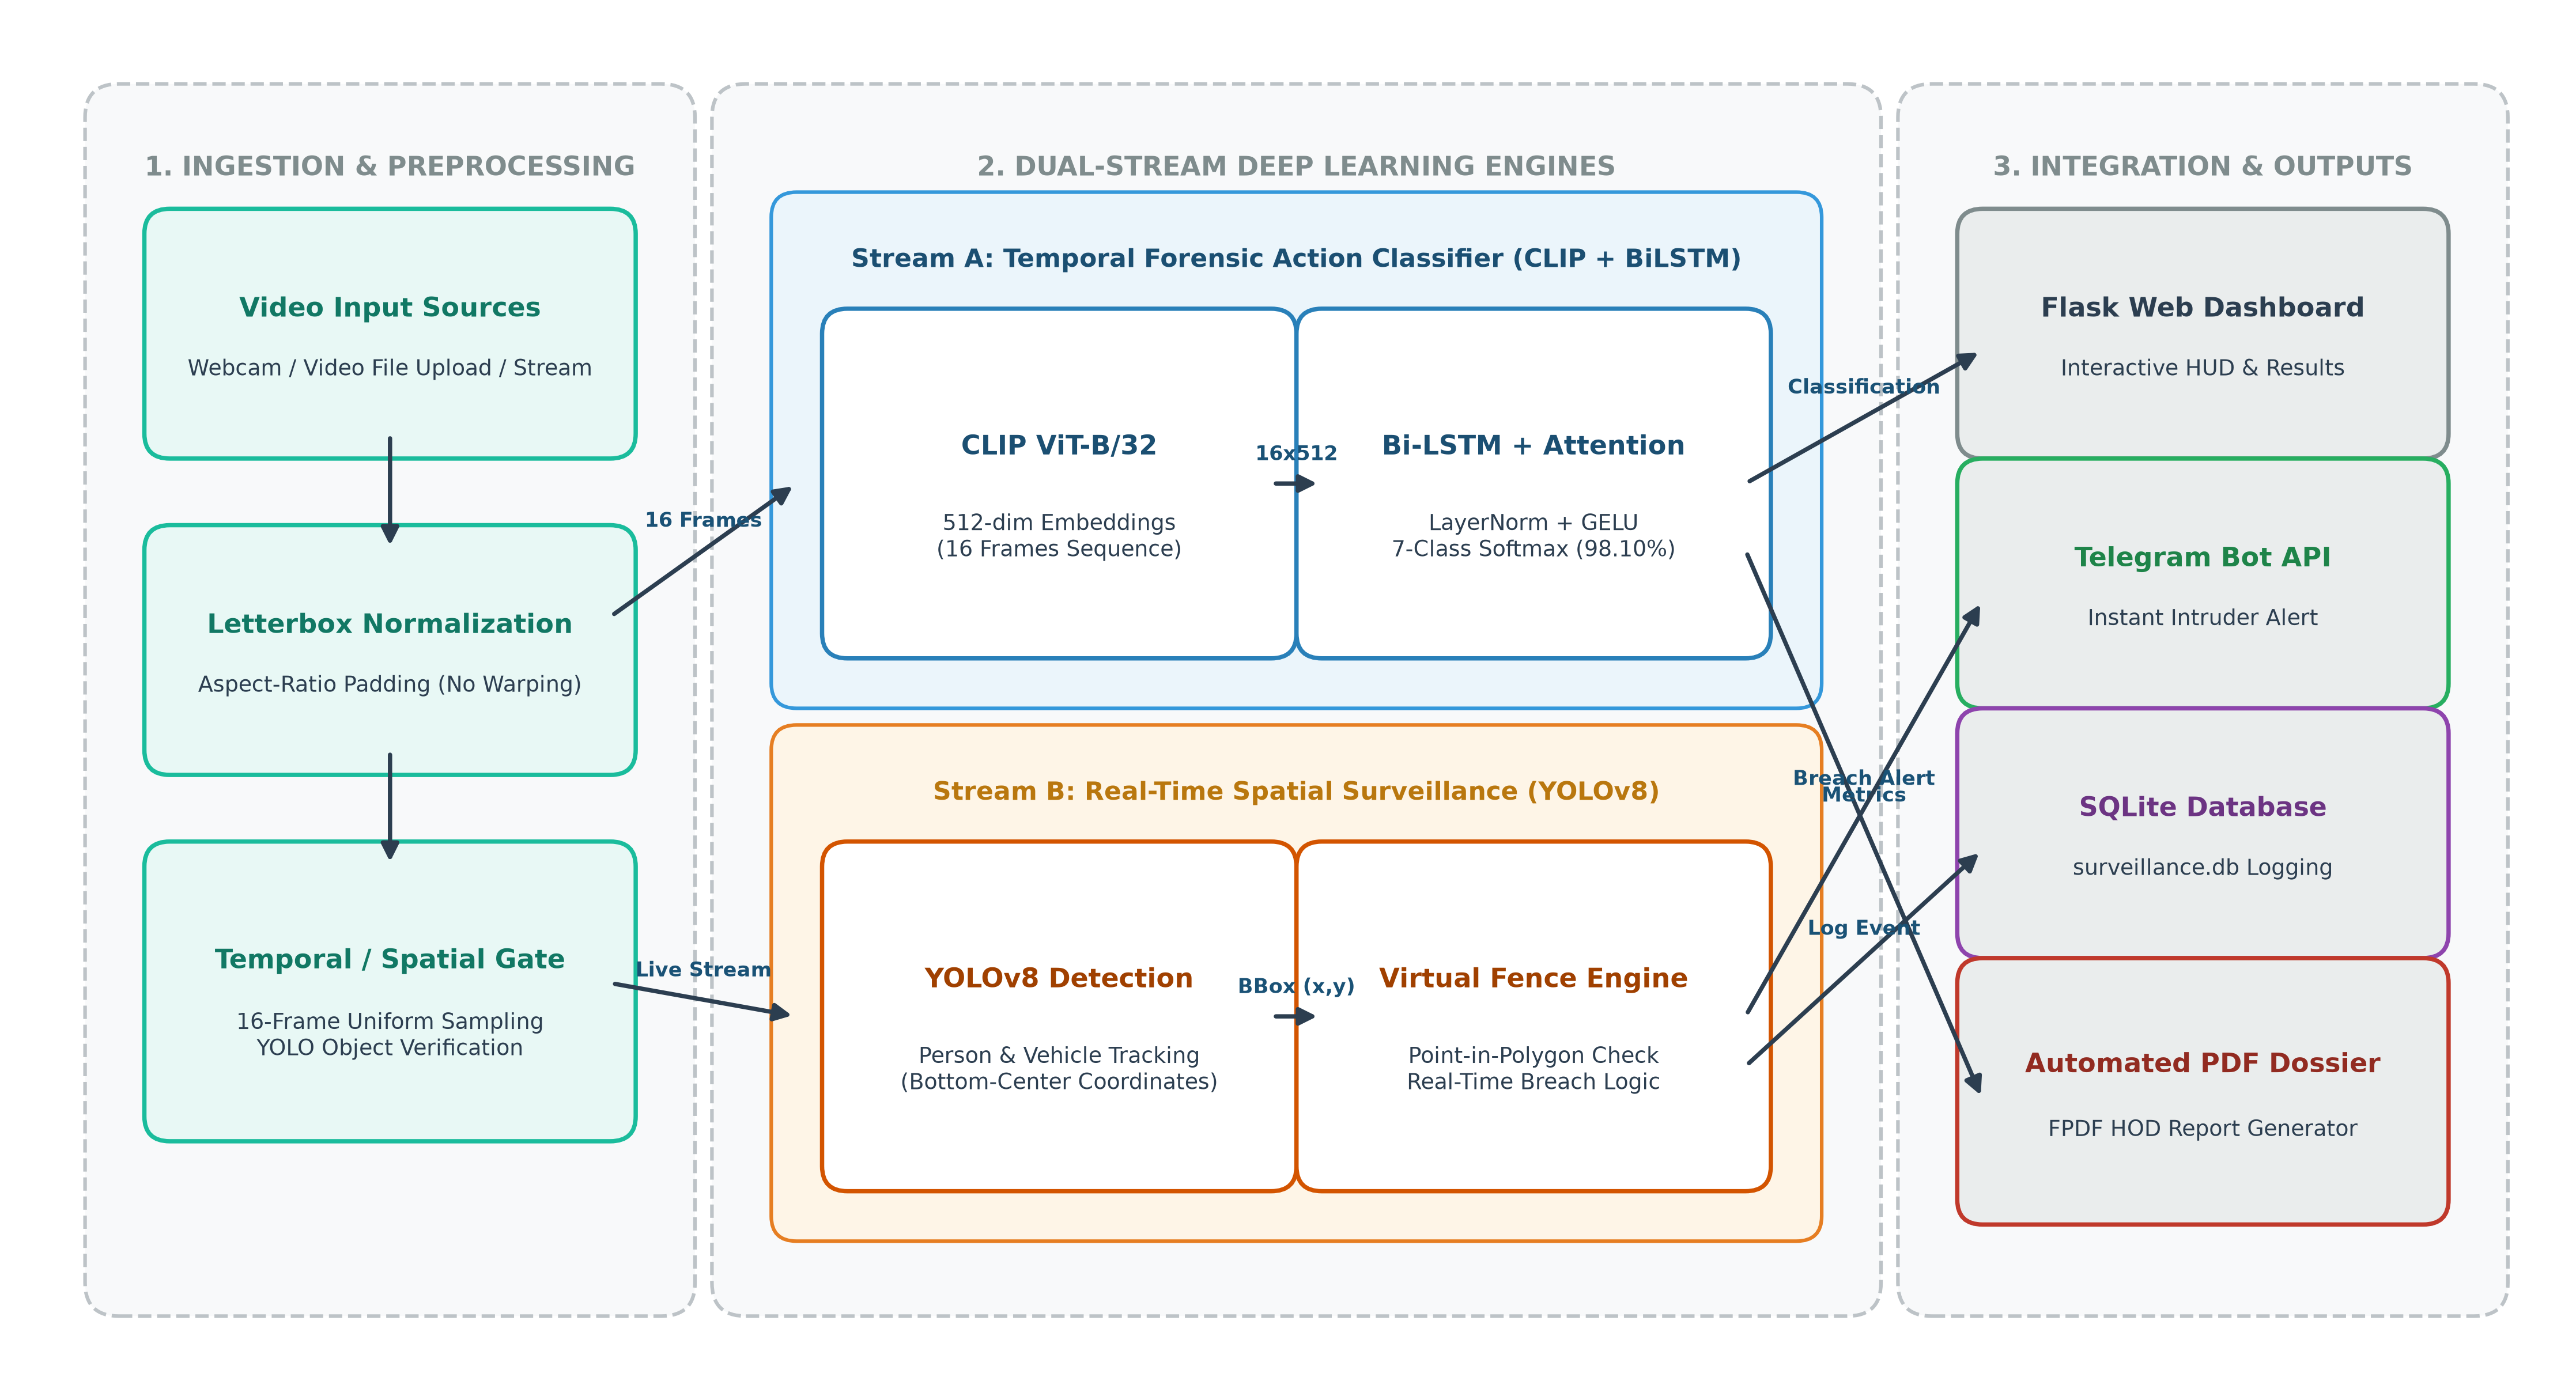 1. INGESTION & PREPROCESSING
Video Input Sources
Webcam / Video File Upload / Stream
Letterbox Normalization
Aspect-Ratio Padding (No Warping)
Temporal / Spatial Gate
16-Frame Uniform Sampling
YOLO Object Verification
16 Frames
Live Stream
2. DUAL-STREAM DEEP LEARNING ENGINES
Stream A: Temporal Forensic Action Classifier (CLIP + BiLSTM)
CLIP ViT-B/32
512-dim Embeddings
(16 Frames Sequence)
16x512
Bi-LSTM + Attention
LayerNorm + GELU
7-Class Softmax (98.10%)
Stream B: Real-Time Spatial Surveillance (YOLOv8)
YOLOv8 Detection
Person & Vehicle Tracking
(Bottom-Center Coordinates)
BBox (x,y)
Virtual Fence Engine
Point-in-Polygon Check
Real-Time Breach Logic
Classification
Breach Alert
Metrics
Log Event
3. INTEGRATION & OUTPUTS
Flask Web Dashboard
Interactive HUD & Results
Telegram Bot API
Instant Intruder Alert
SQLite Database
surveillance.db Logging
Automated PDF Dossier
FPDF HOD Report Generator